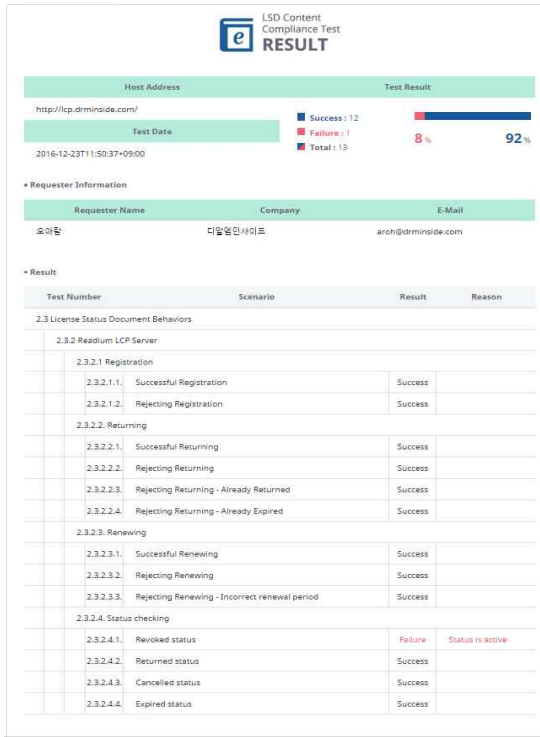 LSD Content
Compliance Test
RESULT
Host Address
Test Result
http://lcp.drminside.com/
Success : 12
Failure : 1
Total : 13
8 %
92 %
Test Date
2016-12-23T11:50:37+09:00
• Requester Information
Requester Name Company E-Mail
오아람 디알엠인사이드 aroh@drminside.com
• Result
Test Number Scenario Result Reason
2.3 License Status Document Behaviors
2.3.2 Readium LCP Server
2.3.2.1 Registration
2.3.2.1.1. Successful Registration Success
2.3.2.1.2. Rejecting Registration Success
2.3.2.2. Returning
2.3.2.2.1. Successful Returning Success
2.3.2.2.2. Rejecting Returning Success
2.3.2.2.3. Rejecting Returning - Already Returned Success
2.3.2.2.4. Rejecting Returning - Already Expired Success
2.3.2.3. Renewing
2.3.2.3.1. Successful Renewing Success
2.3.2.3.2. Rejecting Renewing Success
2.3.2.3.3. Rejecting Renewing - Incorrect renewal period Success
2.3.2.4. Status checking
2.3.2.4.1. Revoked status Failure Status is active
2.3.2.4.2. Returned status Success
2.3.2.4.3. Cancelled status Success
2.3.2.4.4. Expired status Success